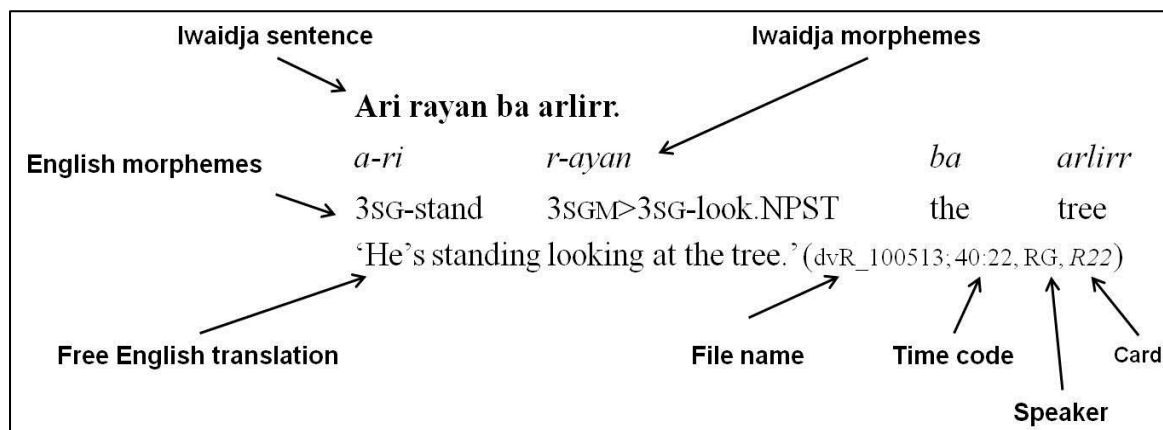 Iwaidja sentence Iwaidja morphemes
Ari rayan ba arlirr.
a-ri r-ayan ba arlirr
English morphemes
3SG-stand 3SGM>3SG-look.NPST the tree
‘He’s standing looking at the tree.’ (dvR_100513; 40:22, RG, R22)
Free English translation File name Time code Card
Speaker